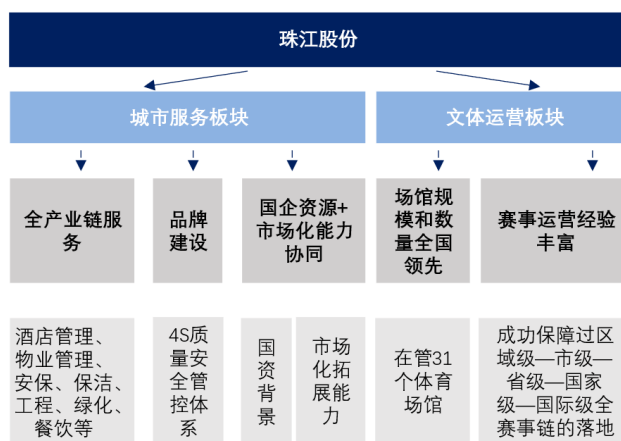 珠江股份
城市服务板块
文体运营板块
全产业链服
务
品牌
建设
国企资源+
市场化能力
协同
场馆规
模和数
量全国
领先
赛事运营经验
丰富
酒店管理、
物业管理、
安保、保洁、
工程、绿化、
餐饮等
4S质
量安
全管
控体
系
国
资
背
景
市场
化拓
展能
力
在管31
个体育
场馆
成功保障过区
域级—市级—
省级—国家
级—国际级全
赛事链的落地